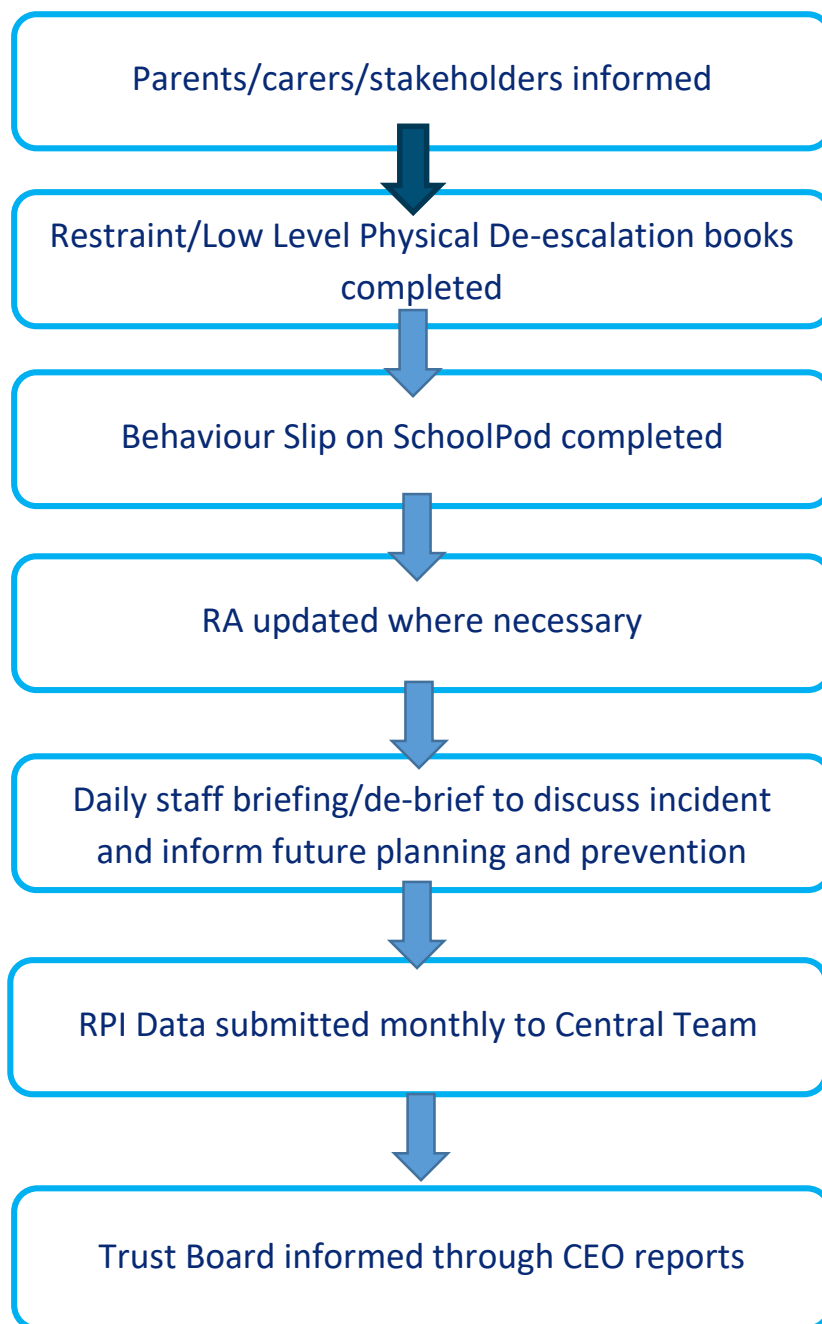 Parents/carers/stakeholders informed
Restraint/Low Level Physical De-escalation books
completed
Behaviour Slip on SchoolPod completed
RA updated where necessary
Daily staff briefing/de-brief to discuss incident
and inform future planning and prevention
RPI Data submitted monthly to Central Team
Trust Board informed through CEO reports